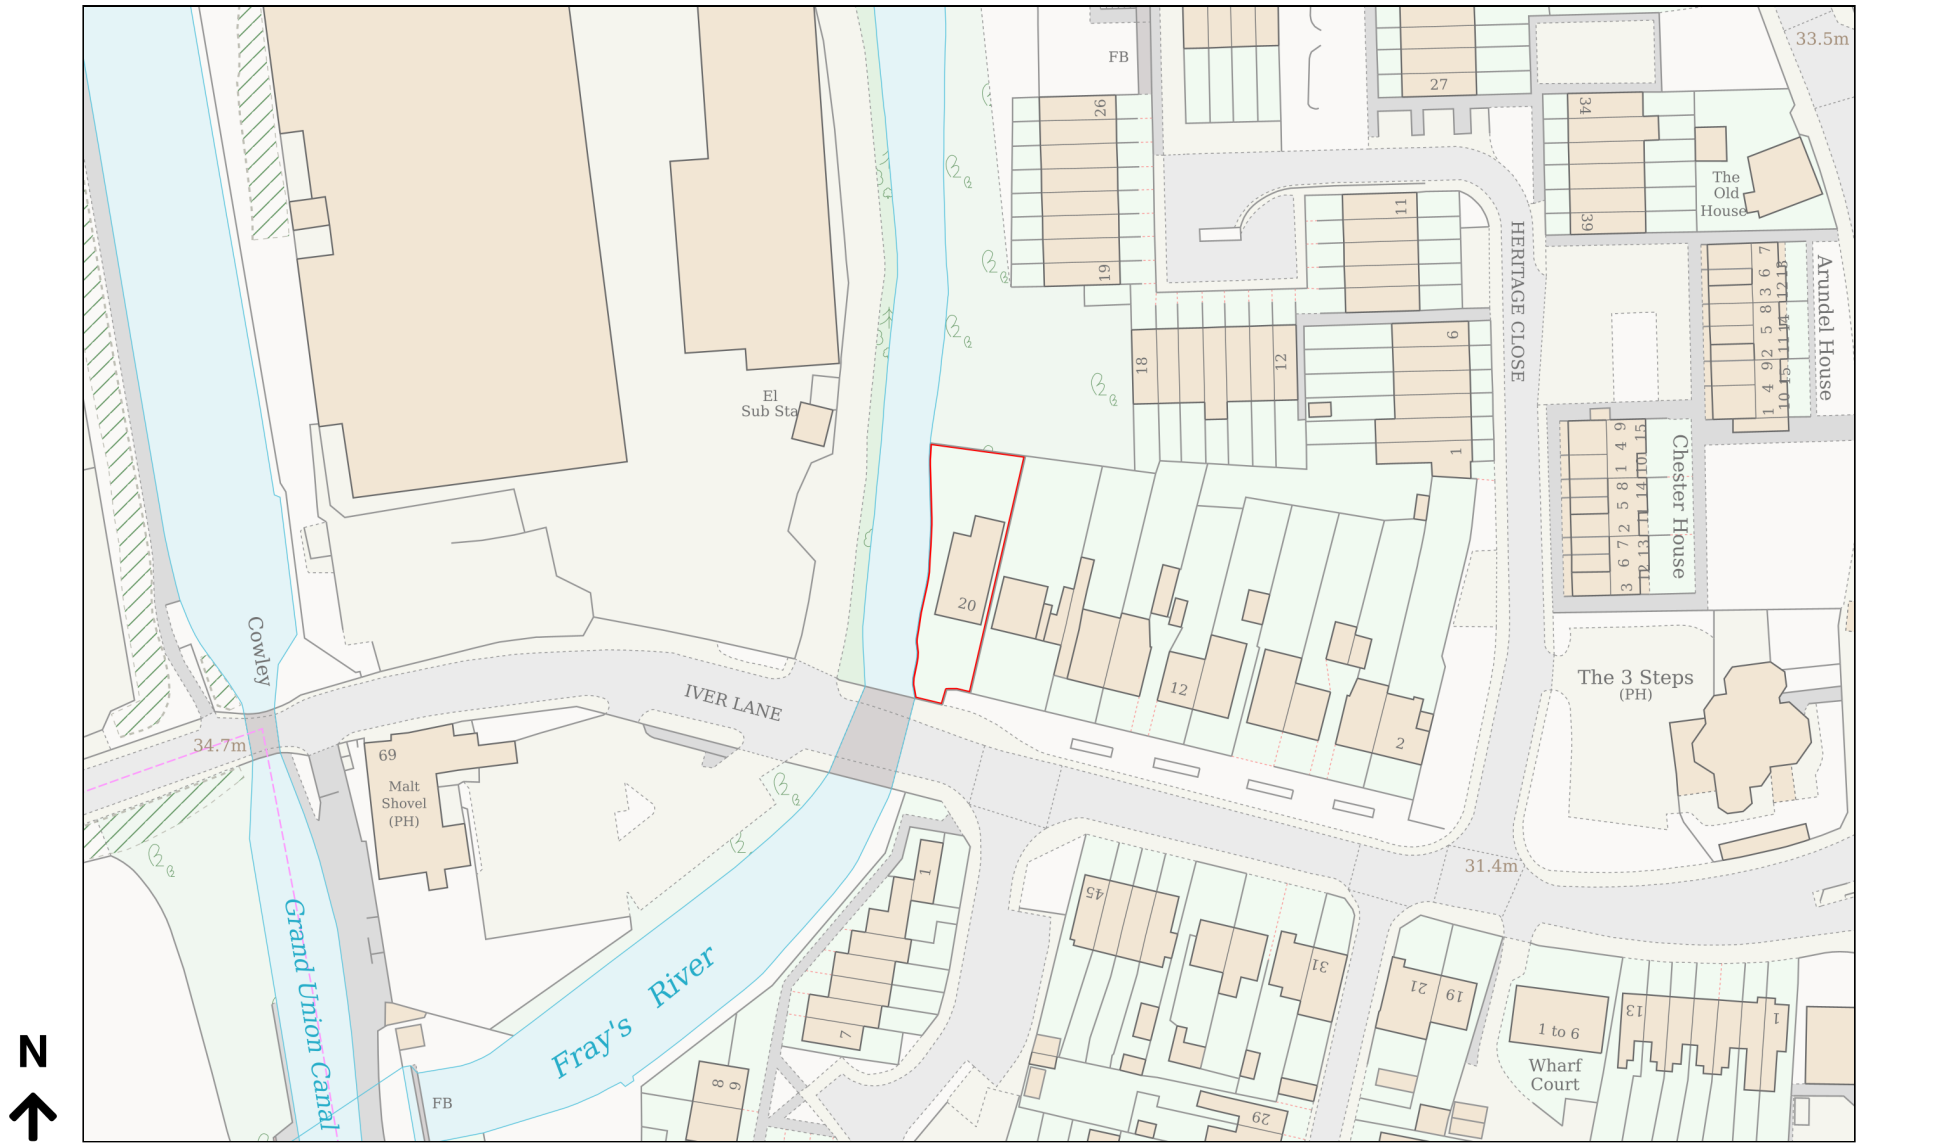 33.5m
FB
27
26
34
11
The
Old
House
39
HERITAGE CLOSE
19
7
Arundel House
6
18
12
El
Sub Sta
1
Chester House
20
Cowley
12
2
IVER LANE
The 3 Steps
(PH)
34.7m
69
Malt
Shovel
(PH)
31.4m
1
45
31
21
19
13
1
1 to 6
7
Wharf
Court
Grand Union Canal
Fray's River
8
9
29
FB
N